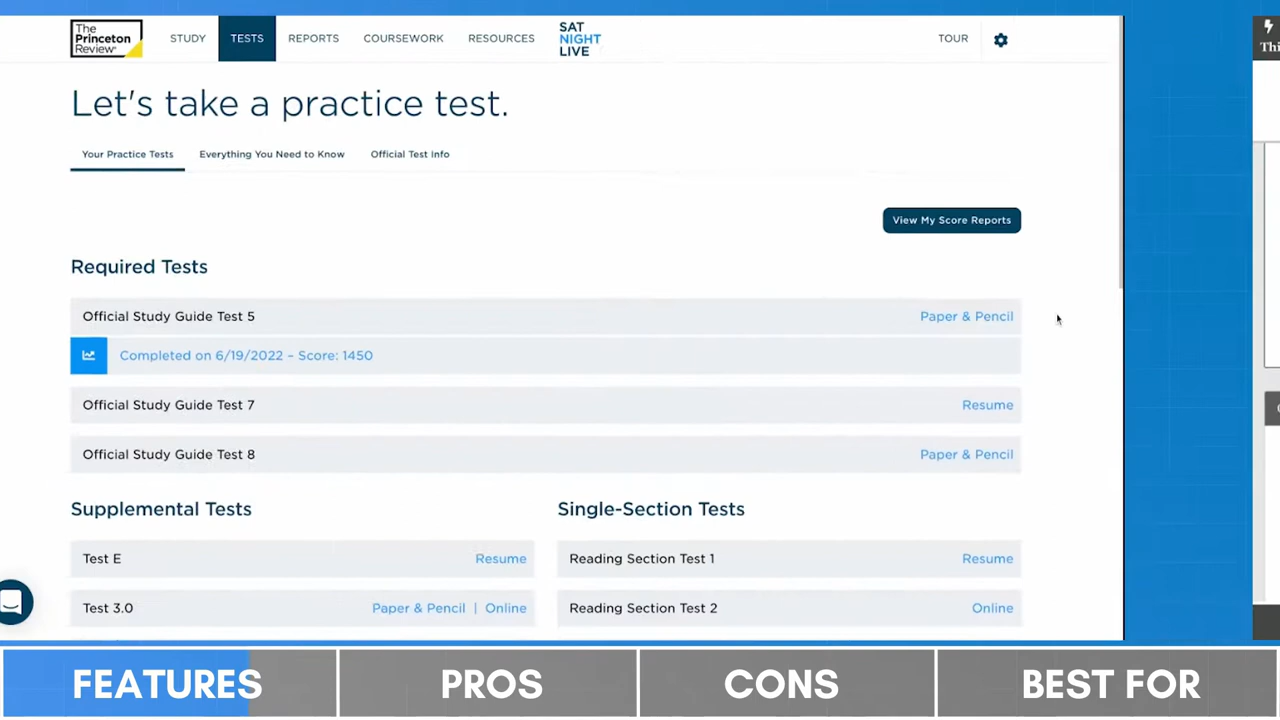 The
Princeton
Review®
STUDY
TESTS
REPORTS
COURSEWORK
RESOURCES
SAT
NIGHT
LIVE
TOUR
Let's take a practice test.
Your Practice Tests
Everything You Need to Know
Official Test Info
View My Score Reports
Required Tests
Official Study Guide Test 5 Paper & Pencil
Completed on 6/19/2022 – Score: 1450
Official Study Guide Test 7 Resume
Official Study Guide Test 8 Paper & Pencil
Supplemental Tests
Test E Resume
Test 3.0 Paper & Pencil | Online
Single-Section Tests
Reading Section Test 1 Resume
Reading Section Test 2 Online
FEATURES
PROS
CONS
BEST FOR